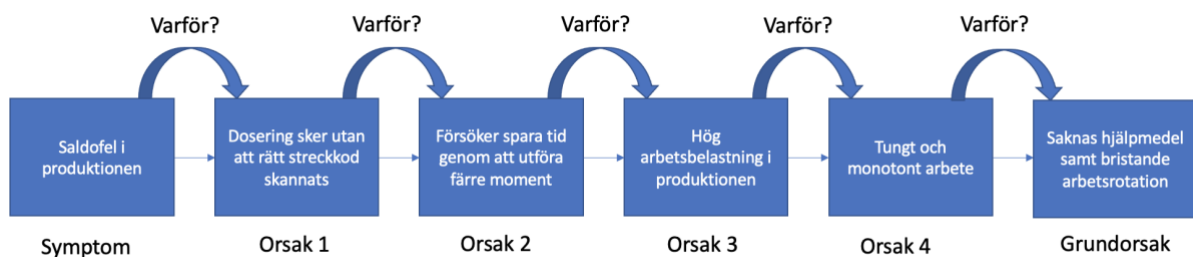 Varför?
Varför?
Varför?
Varför?
Varför?
Saldofel i
produktionen
Dosering sker utan
att rätt streckkod
skannats
Försöker spara tid
genom att utföra
färre moment
Hög
arbetsbelastning i
produktionen
Tungt och
monotont arbete
Saknas hjälpmedel
samt bristande
arbetsrotation
Symptom
Orsak 1
Orsak 2
Orsak 3
Orsak 4
Grundorsak